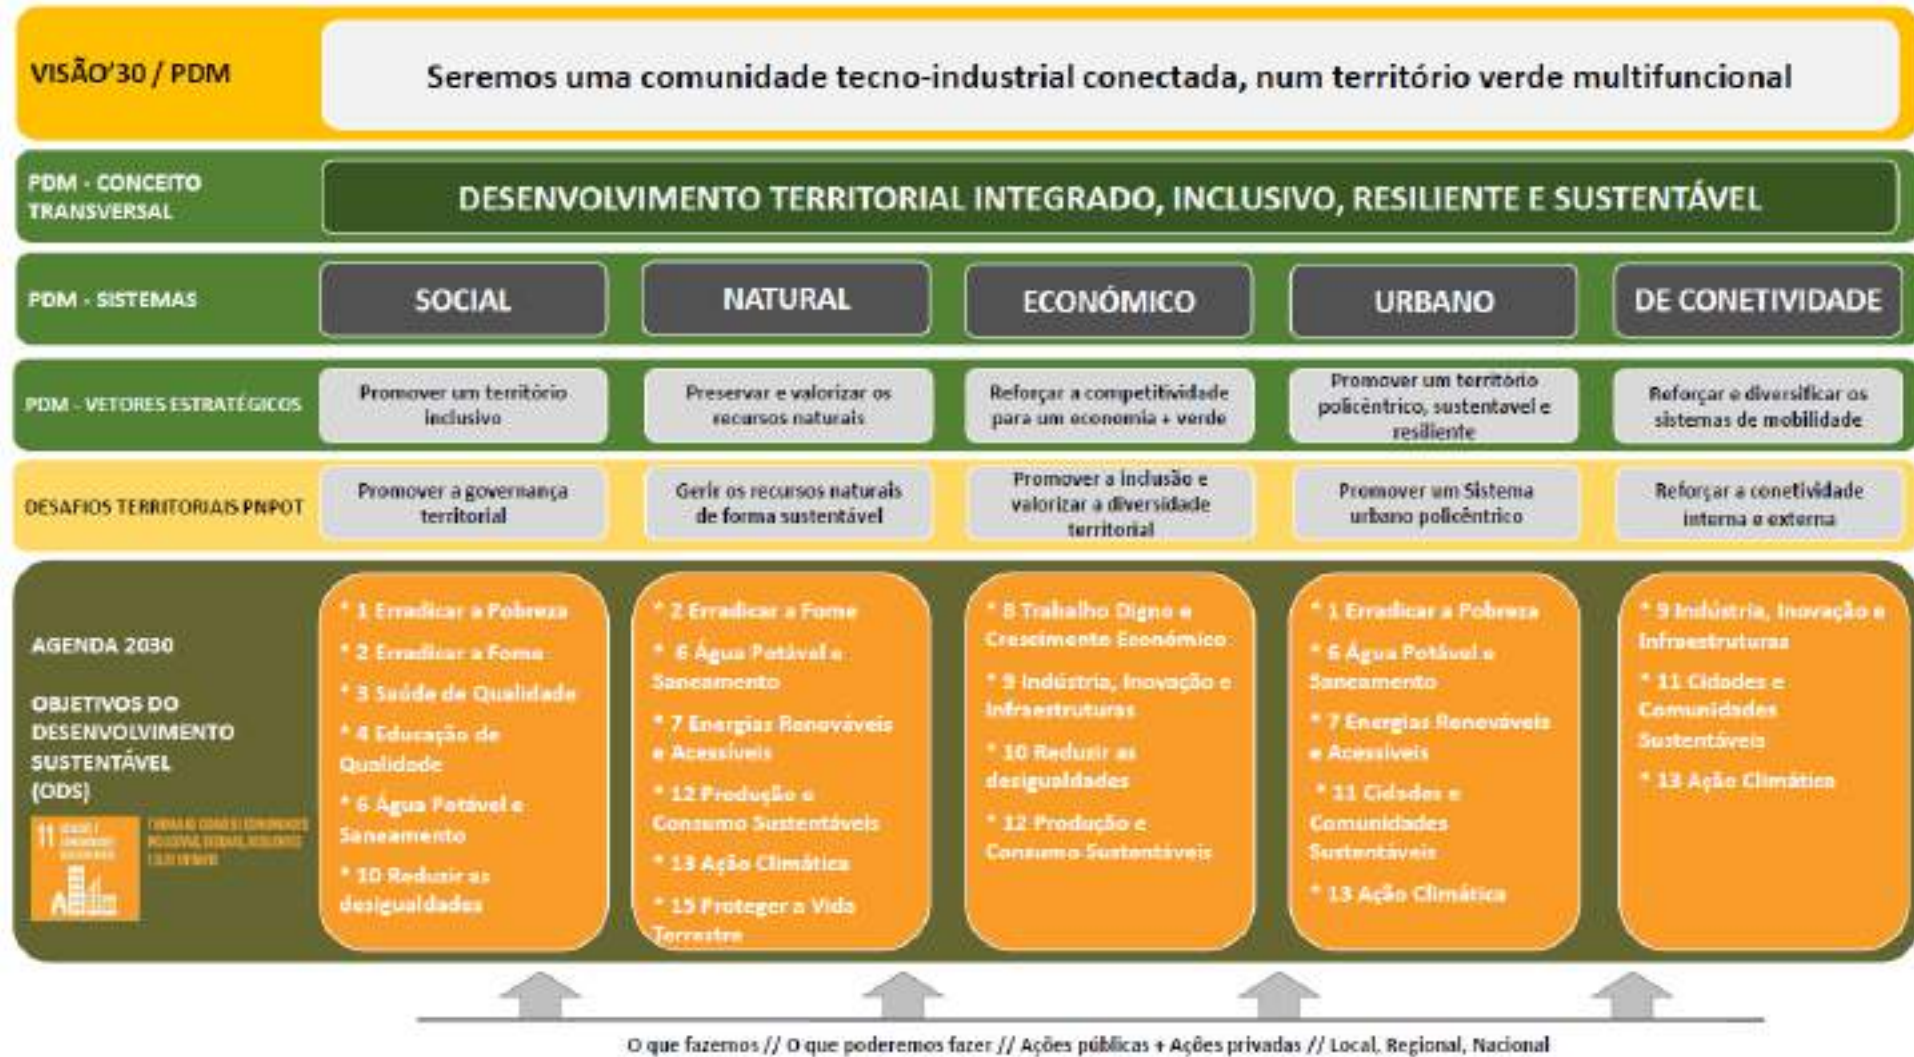 VISÃO'30 / PDM
Seremos uma comunidade tecno-industrial conectada, num território verde multifuncional
PDM - CONCEITO
TRANSVERSAL
DESENVOLVIMENTO TERRITORIAL INTEGRADO, INCLUSIVO, RESILIENTE E SUSTENTÁVEL
PDM - SISTEMAS
SOCIAL
NATURAL
ECONÓMICO
URBANO
DE CONETIVIDADE
PDM - VETORES ESTRATÉGICOS
Promover um território
inclusivo
Preservar e valorizar os
recursos naturais
Reforçar a competitividade
para um economia + verde
Promover um território
policêntrico, sustentavel e
resiliente
Reforçar e diversificar os
sistemas de mobilidade
DESAFIOS TERRITORIAIS PNPOT
Promover a governança
territorial
Gerir os recursos naturais
de forma sustentável
Promover a inclusão e
valorizar a diversidade
territorial
Promover um Sistema
urbano policêntrico
Reforçar a conetividade
interna e externa
AGENDA 2030
OBJETIVOS DO
DESENVOLVIMENTO
SUSTENTÁVEL
(ODS)
11
* 1 Erradicar a Pobreza
* 2 Erradicar a Fome
* 3 Saúde de Qualidade
* 4 Educação de
Qualidade
* 6 Água Potável e
Saneamento
* 10 Reduzir as
desigualdades
* 2 Erradicar a Fome
* 6 Água Potável e
Saneamento
* 7 Energias Renováveis
e Acessíveis
* 12 Produção e
Consumo Sustentáveis
* 13 Ação Climática
* 15 Proteger a Vida
Terrestre
* 8 Trabalho Digno e
Crescimento Económico
* 9 Indústria, Inovação e
Infraestruturas
* 10 Reduzir as
desigualdades
* 12 Produção e
Consumo Sustentáveis
* 1 Erradicar a Pobreza
* 6 Água Potável e
Saneamento
* 7 Energias Renováveis
e Acessíveis
* 11 Cidades e
Comunidades
Sustentáveis
* 13 Ação Climática
* 9 Indústria, Inovação e
Infraestruturas
* 11 Cidades e
Comunidades
Sustentáveis
* 13 Ação Climática
O que fazemos // O que poderemos fazer // Ações públicas + Ações privadas // Local, Regional, Nacional